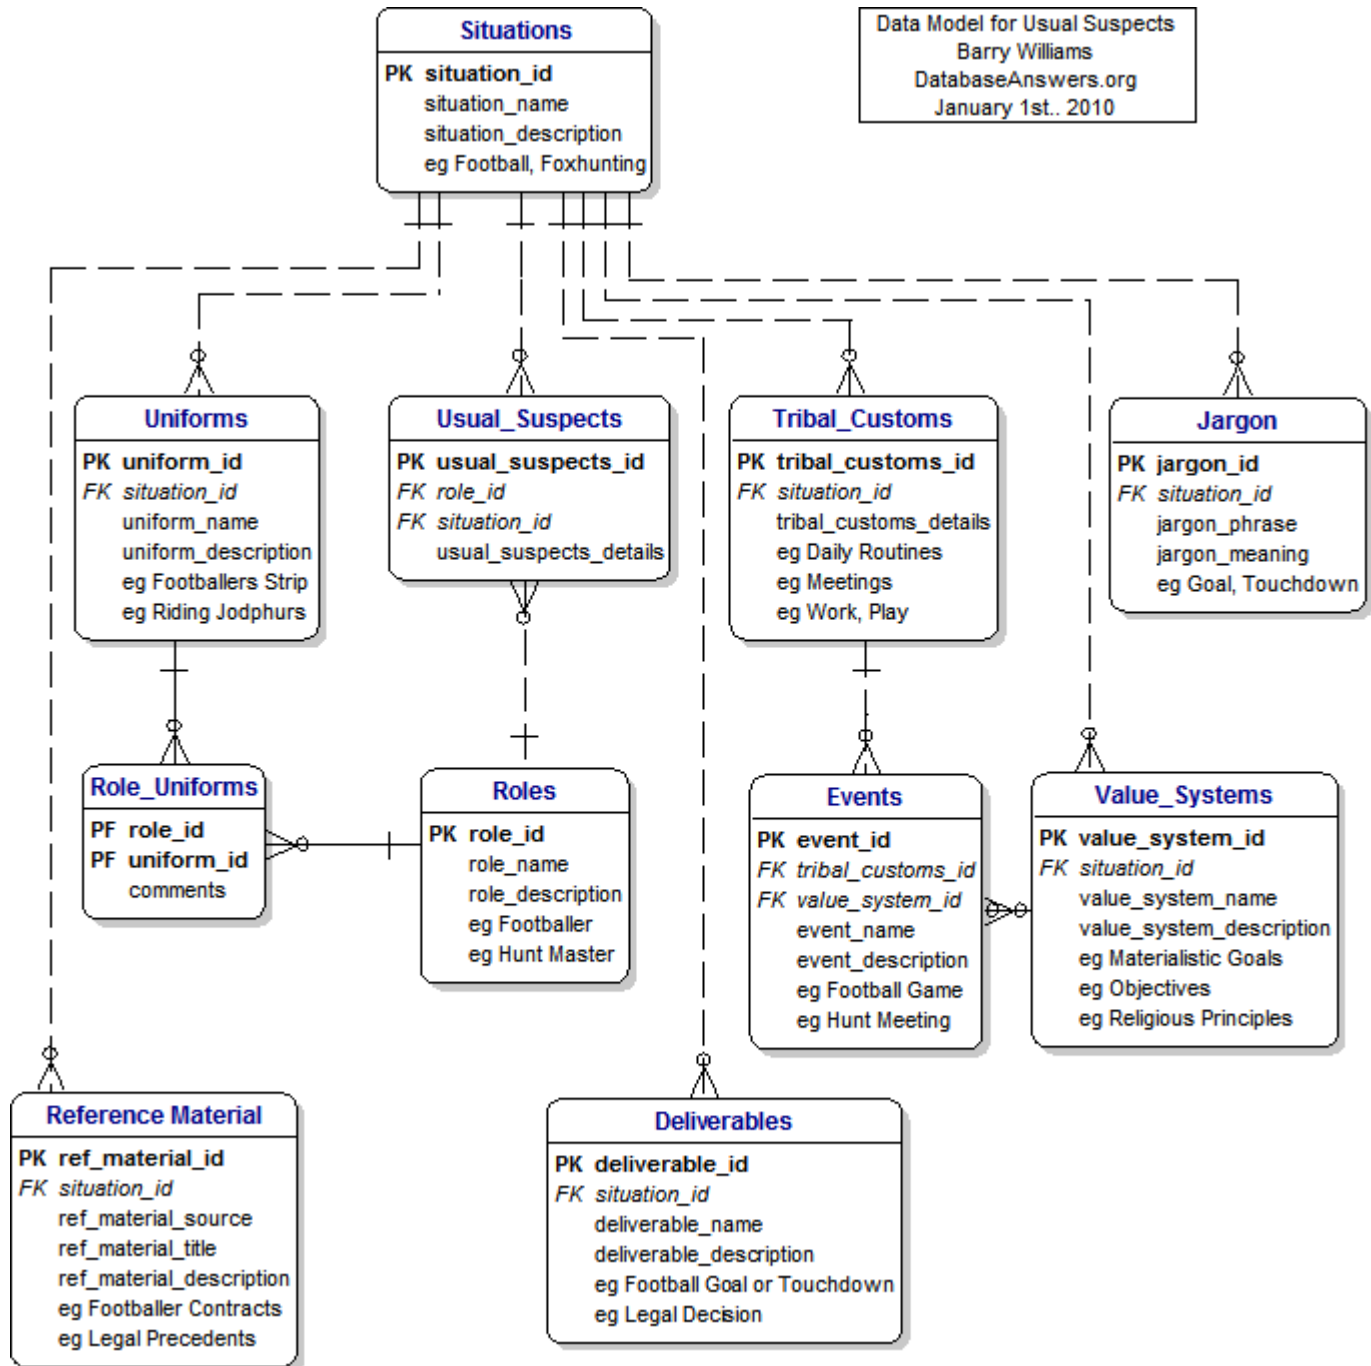 Situations
PK situation_id
situation_name
situation_description
eg Football, Foxhunting
Data Model for Usual Suspects
Barry Williams
DatabaseAnswers.org
January 1st.. 2010
Uniforms
PK uniform_id
FK situation_id
uniform_name
uniform_description
eg Footballers Strip
eg Riding Jodphurs
Usual_Suspects
PK usual_suspects_id
FK role_id
FK situation_id
usual_suspects_details
Tribal_Customs
PK tribal_customs_id
FK situation_id
tribal_customs_details
eg Daily Routines
eg Meetings
eg Work, Play
Jargon
PK jargon_id
FK situation_id
jargon_phrase
jargon_meaning
eg Goal, Touchdown
Role_Uniforms
PF role_id
PF uniform_id
comments
Roles
PK role_id
role_name
role_description
eg Footballer
eg Hunt Master
Events
PK event_id
FK tribal_customs_id
FK value_system_id
event_name
event_description
eg Football Game
eg Hunt Meeting
Value_Systems
PK value_system_id
FK situation_id
value_system_name
value_system_description
eg Materialistic Goals
eg Objectives
eg Religious Principles
Reference Material
PK ref_material_id
FK situation_id
ref_material_source
ref_material_title
ref_material_description
eg Footballer Contracts
eg Legal Precedents
Deliverables
PK deliverable_id
FK situation_id
deliverable_name
deliverable_description
eg Football Goal or Touchdown
eg Legal Decision